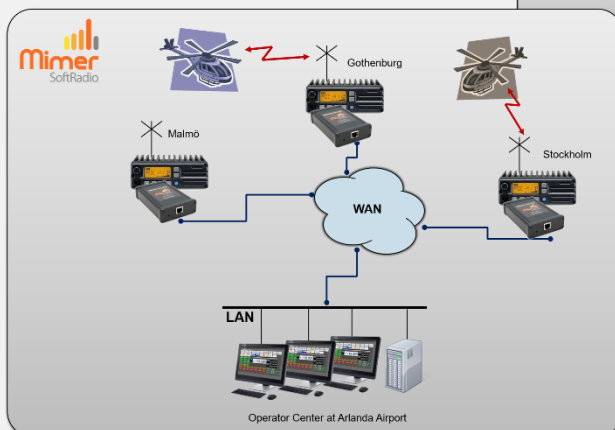 Mimer
SoftRadio
Gothenburg
Malmö
Stockholm
WAN
LAN
Operator Center at Arlanda Airport